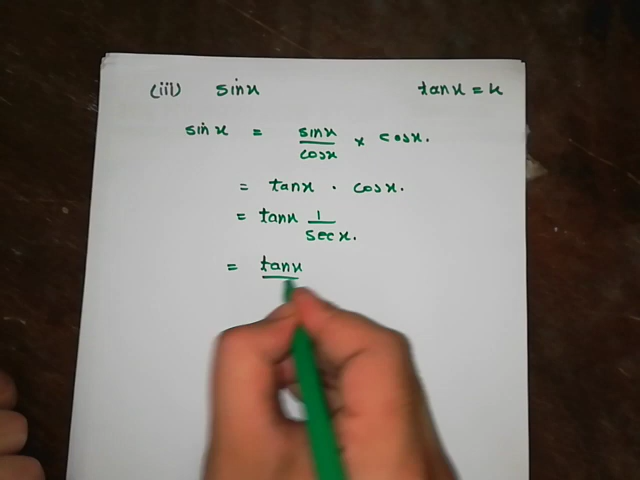 (iii) sinx tanx = k
sinx = sinx/cosx × cosx.
= tanx . cosx.
= tanx 1/secx.
= tanx